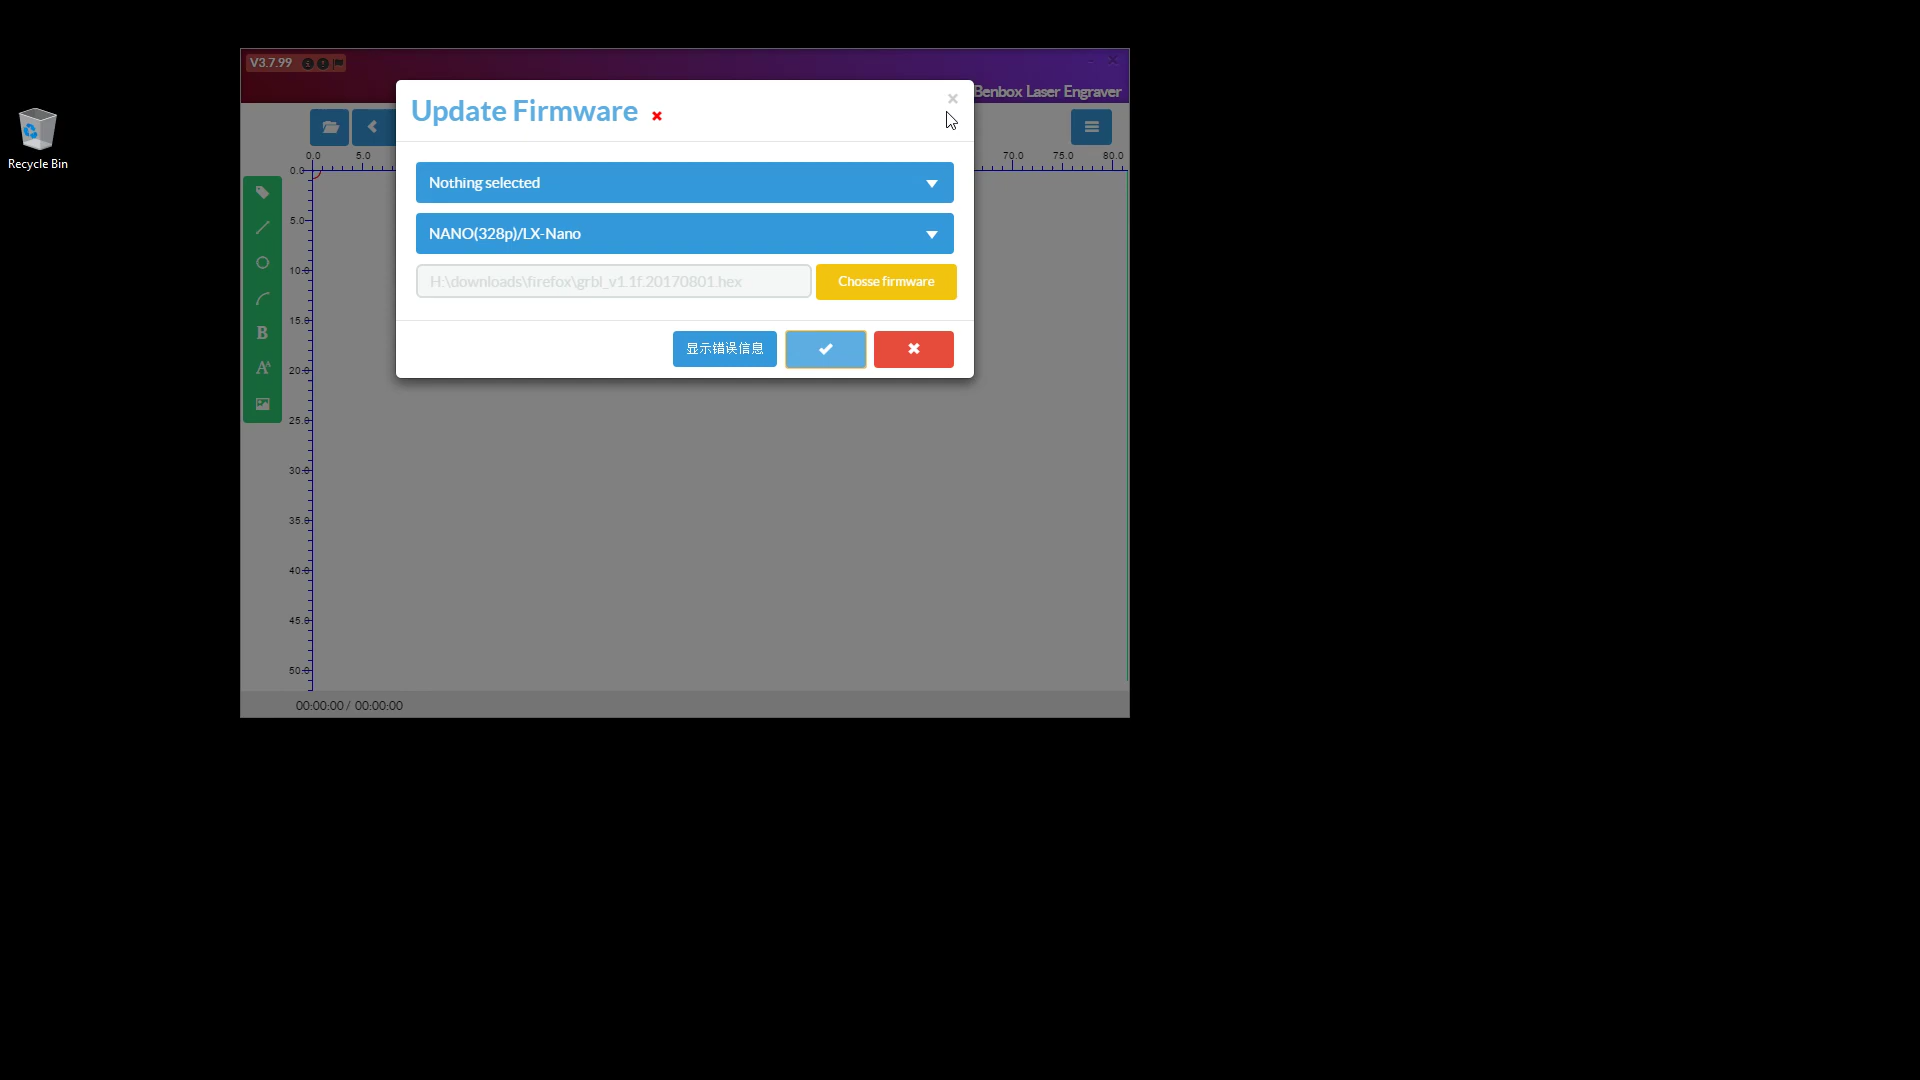 V3.7.99
Benbox Laser Engraver
Update Firmware
Nothing selected
NANO(328p)/LX-Nano
H:\downloads\firefox\grbl_v1.1f.20170801.hex
Chosse firmware
显示错误信息
0.0 5.0 70.0 75.0 80.0
0.0
5.0
10.0
15.0
20.0
25.0
30.0
35.0
40.0
45.0
50.0
B
A
00:00:00 / 00:00:00
Recycle Bin